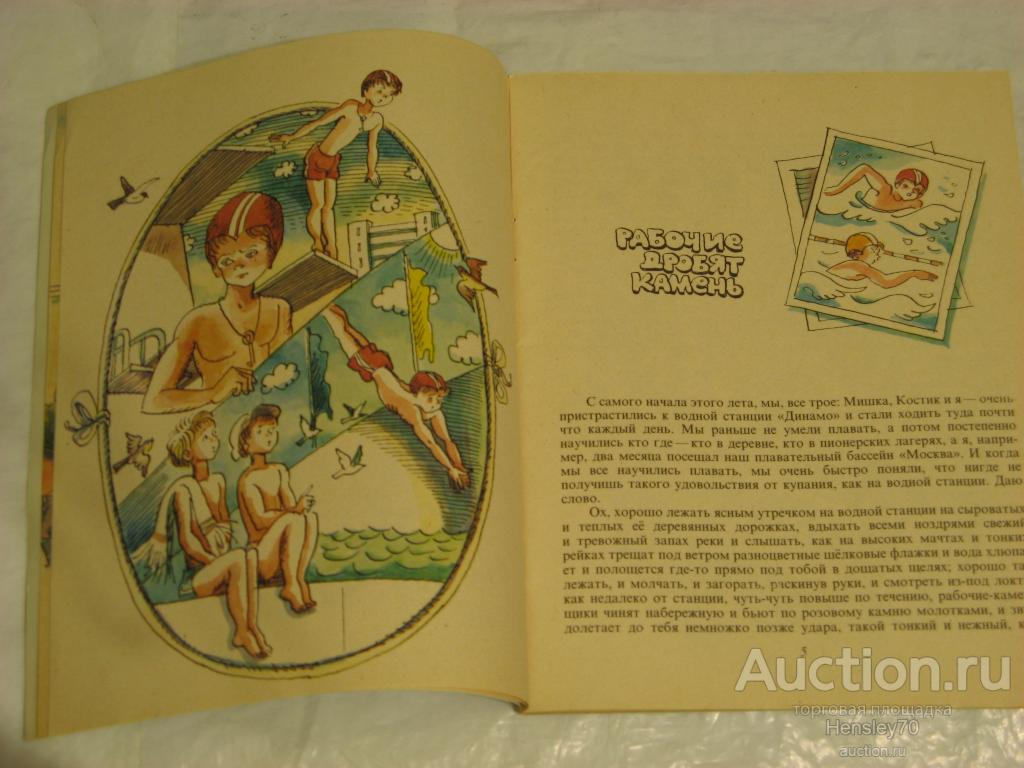 РАБОЧИЕ
ДРОБЯТ
КАМЕНЬ
С самого начала этого лета, мы, все трое: Мишка, Костик и я — очень
пристрастились к водной станции «Динамо» и стали ходить туда почти
что каждый день. Мы раньше не умели плавать, а потом постепенно
научились кто где — кто в деревне, кто в пионерских лагерях, а я, напри-
мер, два месяца посещал наш плавательный бассейн «Москва». И когда
мы все научились плавать, мы очень быстро поняли, что нигде не
получишь такого удовольствия от купания, как на водной станции. Даю
слово.
Ох, хорошо лежать ясным утречком на водной станции на сыроватых
и теплых её деревянных дорожках, вдыхать всеми ноздрями свежий
и тревожный запах реки и слышать, как на высоких мачтах и тонких
рейках трещат под ветром разноцветные шёлковые флажки и вода хлюпа-
ет и полощется где-то прямо под тобой в дощатых щелях; хорошо та
лежать, и молчать, и загорать, раскинув руки, и смотреть из-под локт
как недалеко от станции, чуть-чуть повыше по течению, рабочие-каме
щики чинят набережную и бьют по розовому камню молотками, и зв
долетает до тебя немножко позже удара, такой тонкий и нежный, к
5
Auction.ru
торговая площадка
Hensley70
auction.ru